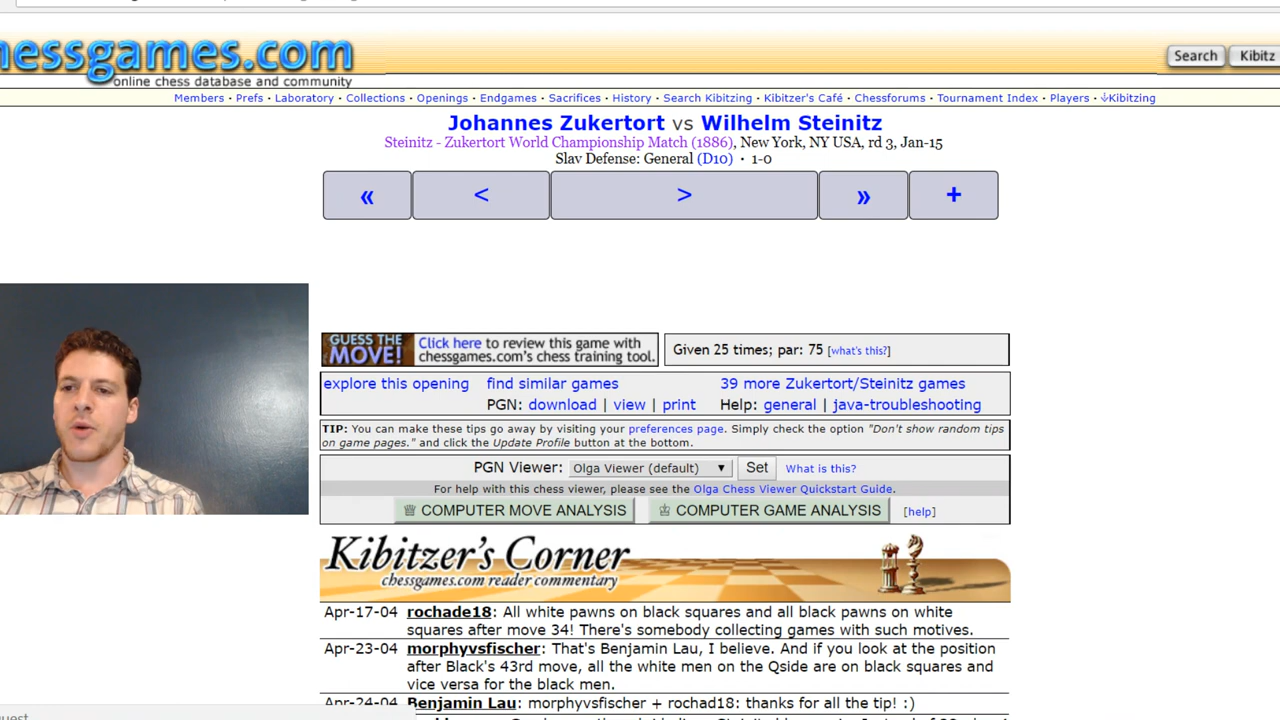 hessgames.com
online chess database and community
Search
Kibitz
Members · Prefs · Laboratory · Collections · Openings · Endgames · Sacrifices · History · Search Kibitzing · Kibitzer's Café · Chessforums · Tournament Index · Players · ↓Kibitzing
Johannes Zukertort vs Wilhelm Steinitz
Steinitz - Zukertort World Championship Match (1886), New York, NY USA, rd 3, Jan-15
Slav Defense: General (D10) · 1-0
« < > » +
GUESS THE MOVE!
Click here to review this game with
chessgames.com's chess training tool.
Given 25 times; par: 75 [what's this?]
explore this opening find similar games 39 more Zukertort/Steinitz games
PGN: download | view | print Help: general | java-troubleshooting
TIP: You can make these tips go away by visiting your preferences page. Simply check the option "Don't show random tips
on game pages." and click the Update Profile button at the bottom.
PGN Viewer: Olga Viewer (default) ▼ Set What is this?
For help with this chess viewer, please see the Olga Chess Viewer Quickstart Guide.
♕ COMPUTER MOVE ANALYSIS ♔ COMPUTER GAME ANALYSIS [help]
Kibitzer's Corner
chessgames.com reader commentary
Apr-17-04 rochade18: All white pawns on black squares and all black pawns on white
squares after move 34! There's somebody collecting games with such motives.
Apr-23-04 morphyvsfischer: That's Benjamin Lau, I believe. And if you look at the position
after Black's 43rd move, all the white men on the Qside are on black squares and
vice versa for the black men.
Apr-24-04 Benjamin Lau: morphyvsfischer + rochad18: thanks for all the tip! :)